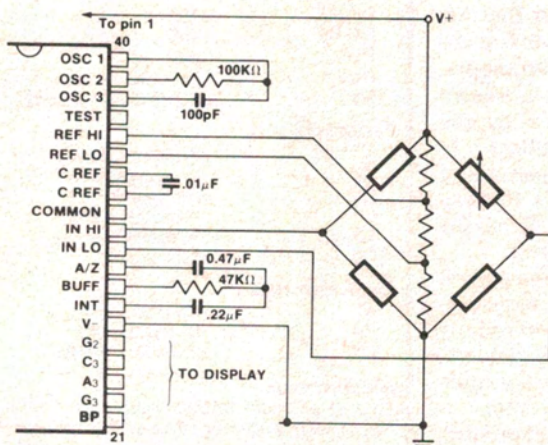 To pin 1
V+
40
OSC 1
100KΩ
OSC 2
OSC 3
100pF
TEST
REF HI
REF LO
C REF
.01μF
C REF
COMMON
IN HI
IN LO
0.47μF
A/Z
47KΩ
BUFF
INT
.22μF
V−
G2
C3
TO DISPLAY
A3
G3
BP
21